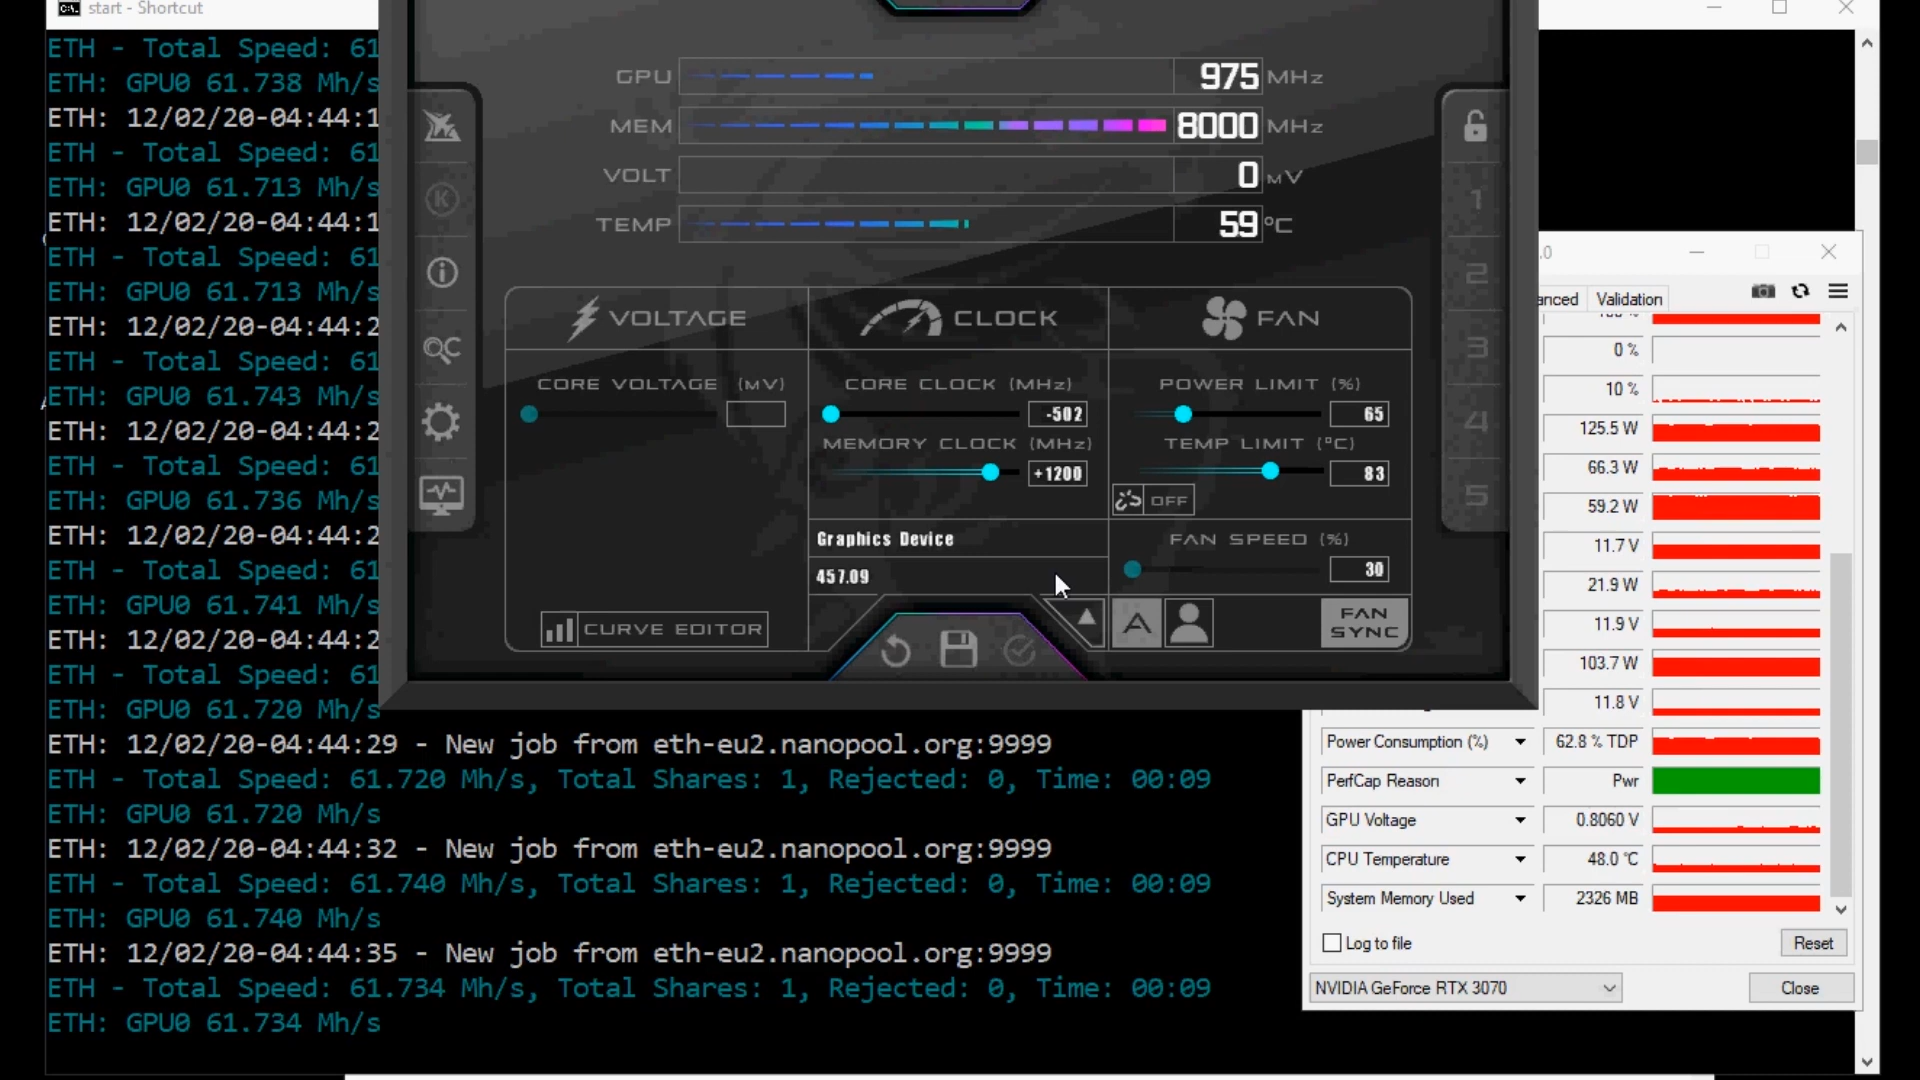 start - Shortcut
ETH - Total Speed: 61
ETH: GPU0 61.738 Mh/s
ETH: 12/02/20-04:44:1
ETH - Total Speed: 61
ETH: GPU0 61.713 Mh/s
ETH: 12/02/20-04:44:1
ETH - Total Speed: 61
ETH: GPU0 61.713 Mh/s
ETH: 12/02/20-04:44:2
ETH - Total Speed: 61
ETH: GPU0 61.743 Mh/s
ETH: 12/02/20-04:44:2
ETH - Total Speed: 61
ETH: GPU0 61.736 Mh/s
ETH: 12/02/20-04:44:2
ETH - Total Speed: 61
ETH: GPU0 61.741 Mh/s
ETH: 12/02/20-04:44:2
ETH - Total Speed: 61
ETH: GPU0 61.720 Mh/s
ETH: 12/02/20-04:44:29 - New job from eth-eu2.nanopool.org:9999
ETH - Total Speed: 61.720 Mh/s, Total Shares: 1, Rejected: 0, Time: 00:09
ETH: GPU0 61.720 Mh/s
ETH: 12/02/20-04:44:32 - New job from eth-eu2.nanopool.org:9999
ETH - Total Speed: 61.740 Mh/s, Total Shares: 1, Rejected: 0, Time: 00:09
ETH: GPU0 61.740 Mh/s
ETH: 12/02/20-04:44:35 - New job from eth-eu2.nanopool.org:9999
ETH - Total Speed: 61.734 Mh/s, Total Shares: 1, Rejected: 0, Time: 00:09
ETH: GPU0 61.734 Mh/s
GPU 975 MHz
MEM 8000 MHz
VOLT 0 mV
TEMP 59 °C
K
i
OC
1
2
3
4
5
VOLTAGE
CORE VOLTAGE (MV)
CURVE EDITOR
CLOCK
CORE CLOCK (MHz)
-502
MEMORY CLOCK (MHz)
+1200
Graphics Device
457.09
FAN
POWER LIMIT (%)
65
TEMP LIMIT (°C)
83
OFF
FAN SPEED (%)
30
A
FAN SYNC
.0
anced Validation
0 %
10 %
125.5 W
66.3 W
59.2 W
11.7 V
21.9 W
11.9 V
103.7 W
11.8 V
Power Consumption (%) 62.8 % TDP
PerfCap Reason Pwr
GPU Voltage 0.8060 V
CPU Temperature 48.0 °C
System Memory Used 2326 MB
Log to file
Reset
NVIDIA GeForce RTX 3070
Close